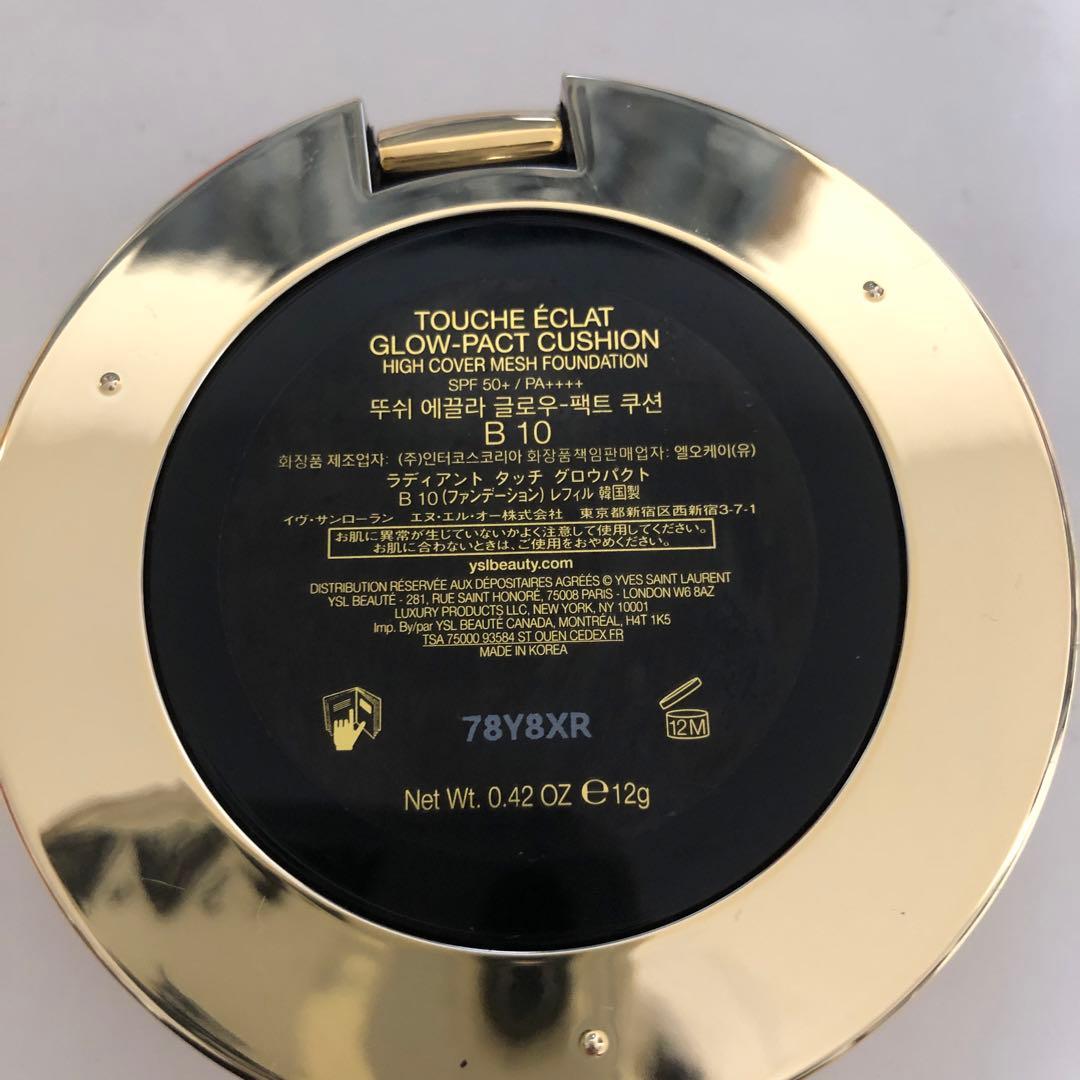 TOUCHE ÉCLAT
GLOW-PACT CUSHION
HIGH COVER MESH FOUNDATION
SPF 50+ / PA++++
뚜쉬 에끌라 글로우-팩트 쿠션
B 10
화장품 제조업자: (주)인터코스코리아 화장품책임판매업자: 엘오케이(유)
ラディアント タッチ グロウパクト
B 10 (ファンデーション) レフィル 韓国製
イヴ・サンローラン エヌ・エル・オー株式会社 東京都新宿区西新宿3-7-1
お肌に異常が生じていないかよく注意して使用してください。
お肌に合わないときは、ご使用をおやめください。
yslbeauty.com
DISTRIBUTION RÉSERVÉE AUX DÉPOSITAIRES AGRÉÉS © YVES SAINT LAURENT
YSL BEAUTÉ - 281, RUE SAINT HONORÉ, 75008 PARIS - LONDON W6 8AZ
LUXURY PRODUCTS LLC, NEW YORK, NY 10001
Imp. By/par YSL BEAUTÉ CANADA, MONTRÉAL, H4T 1K5
TSA 75000 93584 ST OUEN CEDEX FR
MADE IN KOREA
78Y8XR
12M
Net Wt. 0.42 OZ ℮12g